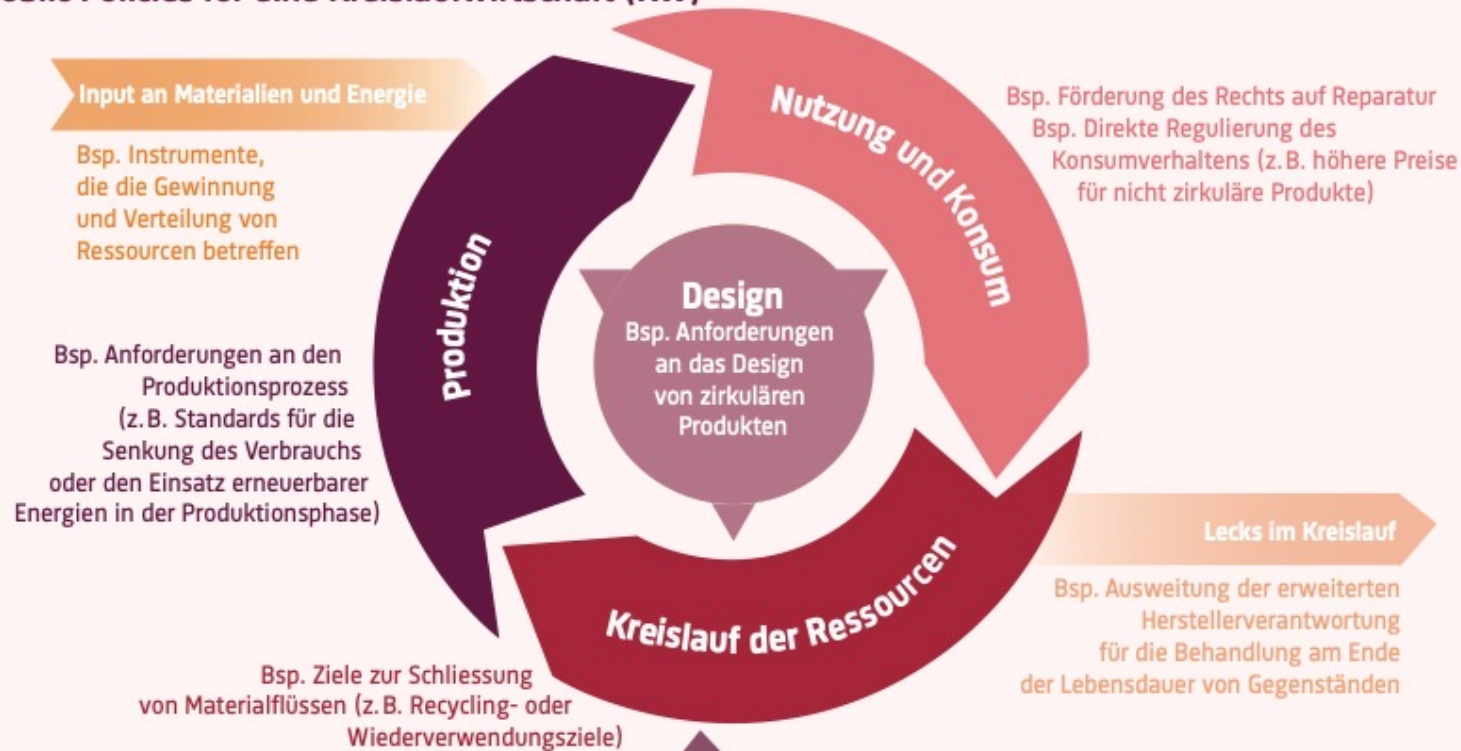 für eine Kreislaufwirtschaft
Input an Materialien und Energie
Bsp. Instrumente,
die die Gewinnung
und Verteilung von
Ressourcen betreffen
Produktion
Bsp. Anforderungen an den
Produktionsprozess
(z. B. Standards für die
Senkung des Verbrauchs
oder den Einsatz erneuerbarer
Energien in der Produktionsphase)
Nutzung und Konsum
Bsp. Förderung des Rechts auf Reparatur
Bsp. Direkte Regulierung des
Konsumverhaltens (z. B. höhere Preise
für nicht zirkuläre Produkte)
Design
Bsp. Anforderungen
an das Design
von zirkulären
Produkten
Lecks im Kreislauf
Bsp. Ausweitung der erweiterten
Herstellerverantwortung
für die Behandlung am Ende
der Lebensdauer von Gegenständen
Kreislauf der Ressourcen
Bsp. Ziele zur Schliessung
von Materialflüssen (z. B. Recycling- oder
Wiederverwendungsziele)